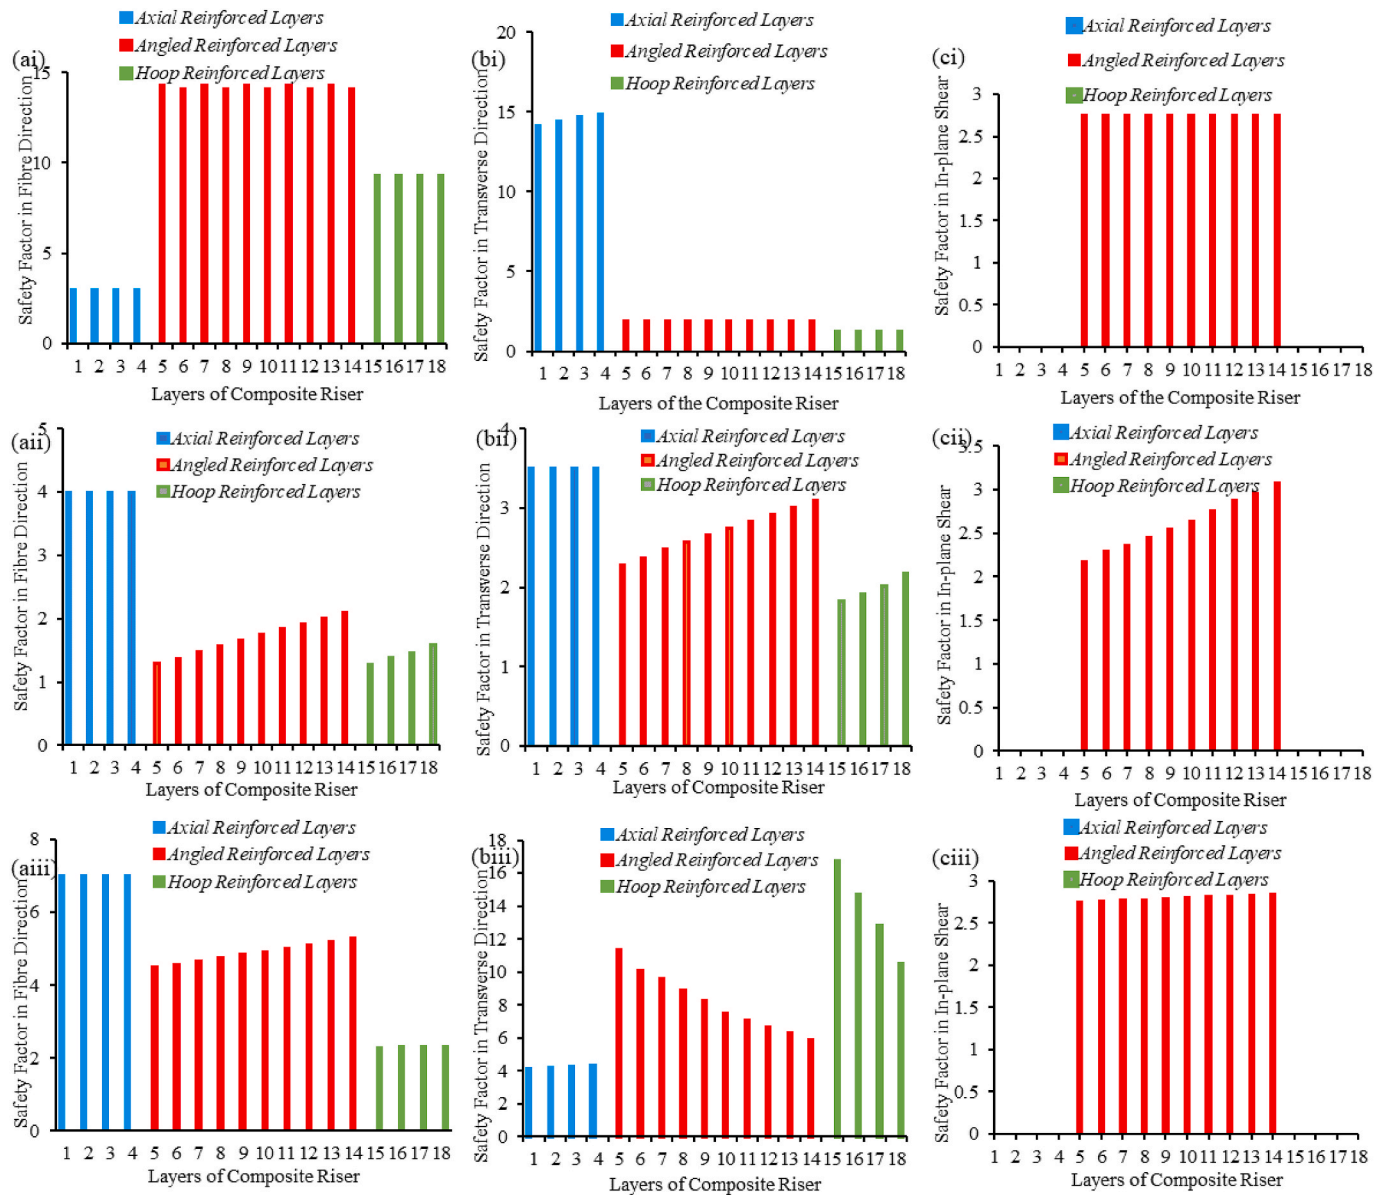 (ai)
Axial Reinforced Layers
Angled Reinforced Layers
Hoop Reinforced Layers
Safety Factor in Fibre Direction
15
10
5
0
1 2 3 4 5 6 7 8 9 10 11 12 13 14 15 16 17 18
Layers of Composite Riser
(bi)
Axial Reinforced Layers
Angled Reinforced Layers
Hoop Reinforced Layers
Safety Factor in Transverse Direction
20
15
10
5
0
1 2 3 4 5 6 7 8 9 10 11 12 13 14 15 16 17 18
Layers of the Composite Riser
(ci)
Axial Reinforced Layers
Angled Reinforced Layers
Hoop Reinforced Layers
Safety Factor in In-plane Shear
3
2.5
2
1.5
1
0.5
0
1 2 3 4 5 6 7 8 9 10 11 12 13 14 15 16 17 18
Layers of the Composite Riser
(aii)
Axial Reinforced Layers
Angled Reinforced Layers
Hoop Reinforced Layers
Safety Factor in Fibre Direction
5
4
3
2
1
0
1 2 3 4 5 6 7 8 9 10 11 12 13 14 15 16 17 18
Layers of Composite Riser
(bii)
Axial Reinforced Layers
Angled Reinforced Layers
Hoop Reinforced Layers
Safety Factor in Transverse Direction
4
3
2
1
0
1 2 3 4 5 6 7 8 9 10 11 12 13 14 15 16 17 18
Layers of Composite Riser
(cii)
Axial Reinforced Layers
Angled Reinforced Layers
Hoop Reinforced Layers
Safety Factor in In-plane Shear
3.5
3
2.5
2
1.5
1
0.5
0
1 2 3 4 5 6 7 8 9 10 11 12 13 14 15 16 17 18
Layers of Composite Riser
(aiii)
Axial Reinforced Layers
Angled Reinforced Layers
Hoop Reinforced Layers
Safety Factor in Fibre Direction
8
6
4
2
0
1 2 3 4 5 6 7 8 9 10 11 12 13 14 15 16 17 18
Layers of Composite Riser
(biii)
Axial Reinforced Layers
Angled Reinforced Layers
Hoop Reinforced Layers
Safety Factor in Transverse Direction
18
16
14
12
10
8
6
4
2
0
1 2 3 4 5 6 7 8 9 10 11 12 13 14 15 16 17 18
Layers of Composite Riser
(ciii)
Axial Reinforced Layers
Angled Reinforced Layers
Hoop Reinforced Layers
Safety Factor in In-plane Shear
3
2.5
2
1.5
1
0.5
0
1 2 3 4 5 6 7 8 9 10 11 12 13 14 15 16 17 18
Layers of Composite Riser